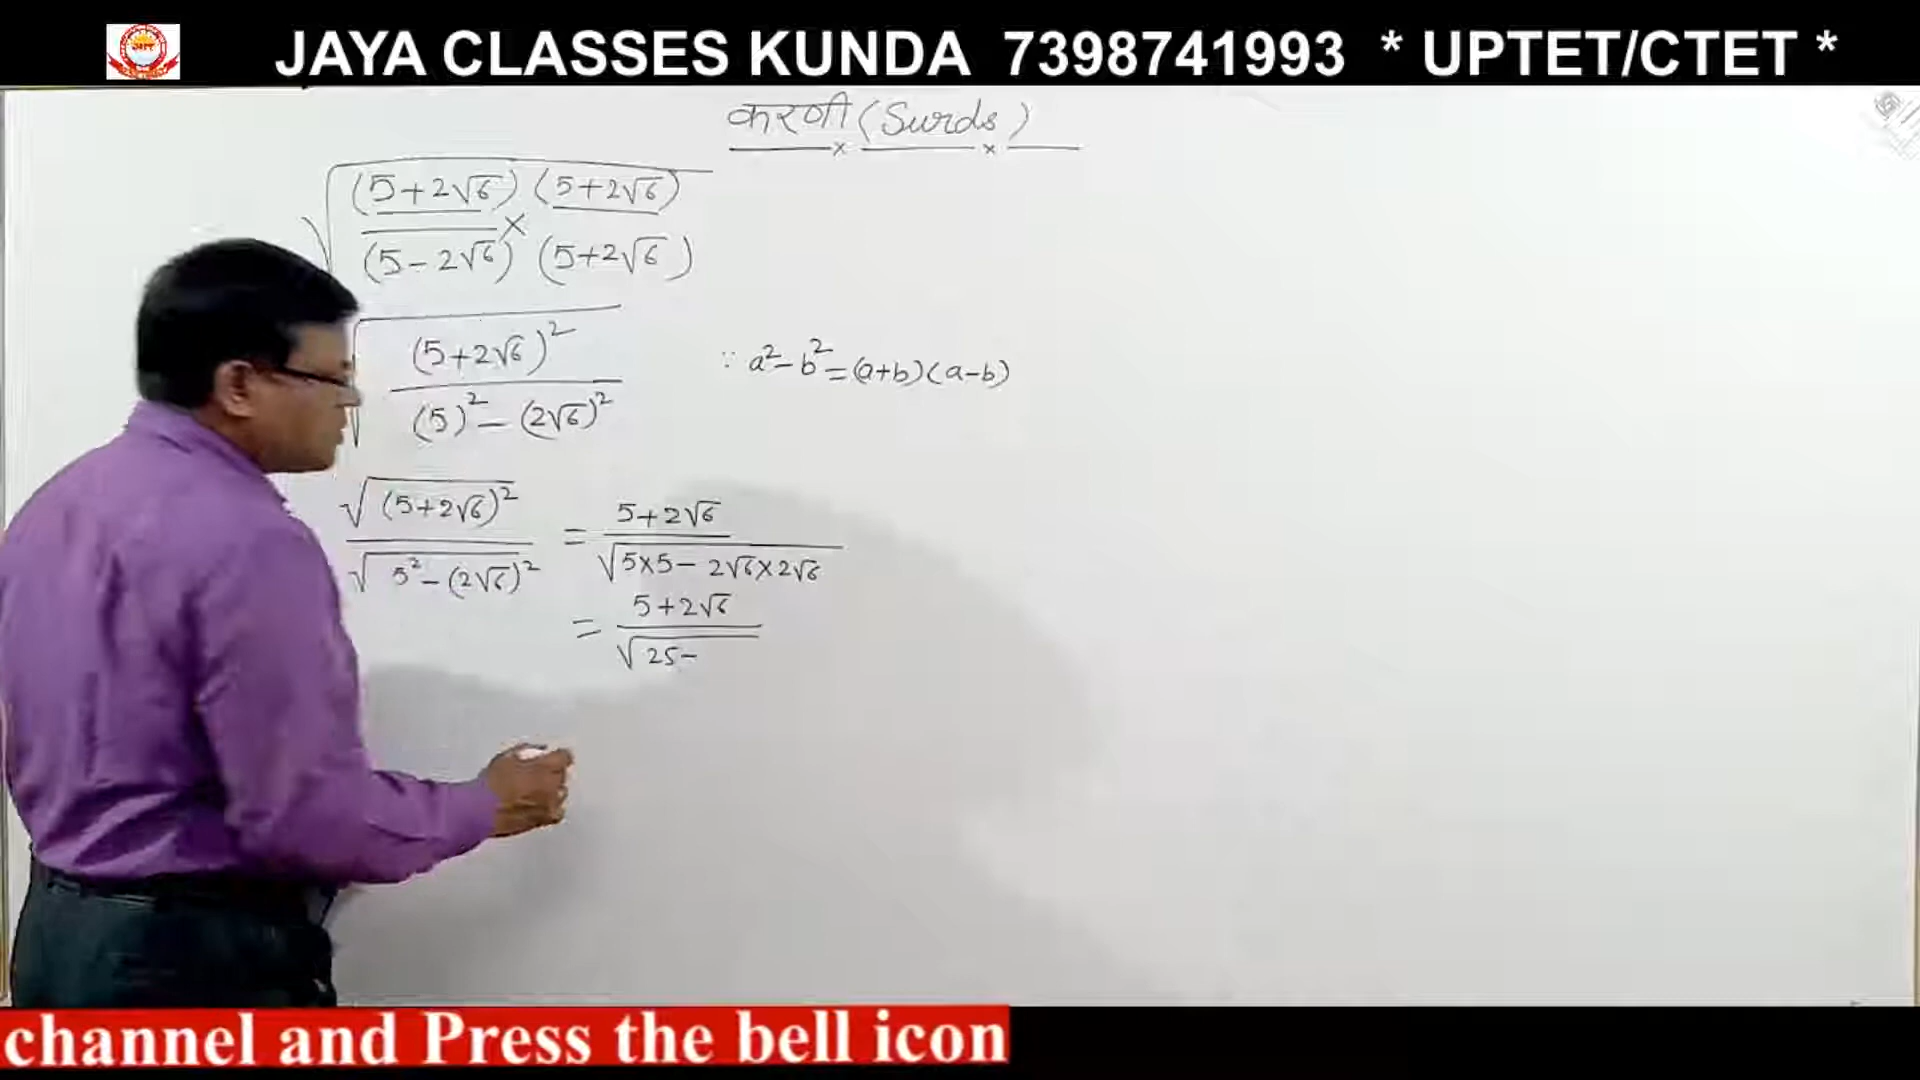 JAYA CLASSES KUNDA 7398741993 * UPTET/CTET *
करणी (Surds)
√((5+2√6)/(5-2√6) × (5+2√6)/(5+2√6))
√((5+2√6)²/((5)²-(2√6)²))
∵ a²-b²=(a+b)(a-b)
√(5+2√6)²/√(5²-(2√6)²) = (5+2√6)/√(5×5-2√6×2√6)
= (5+2√6)/√(25-
channel and Press the bell icon